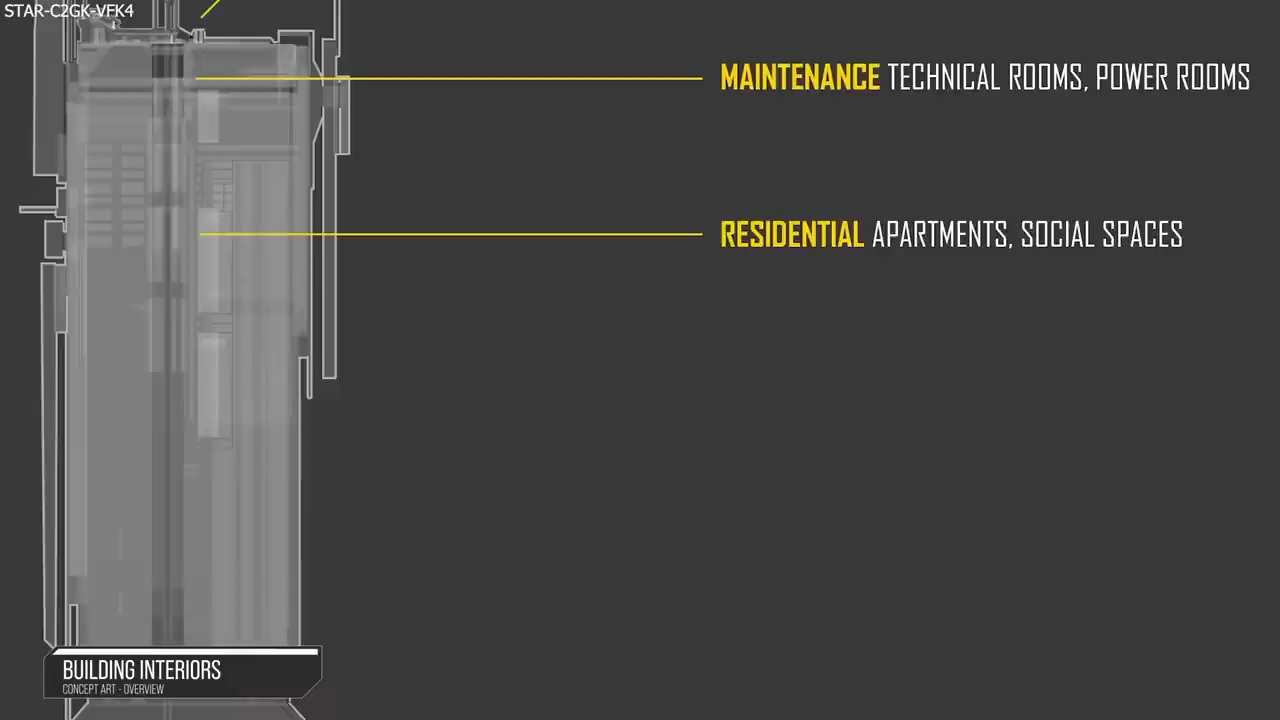 STAR-C2GK-VFK4
MAINTENANCE TECHNICAL ROOMS, POWER ROOMS
RESIDENTIAL APARTMENTS, SOCIAL SPACES
BUILDING INTERIORS
CONCEPT ART - OVERVIEW